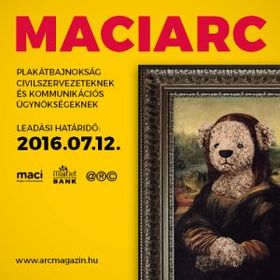 MACIARC
PLAKÁTBAJNOKSÁG
CIVILSZERVEZETEKNEK
ÉS KOMMUNIKÁCIÓS
ÜGYNÖKSÉGEKNEK
LEADÁSI HATÁRIDŐ:
2016.07.12.
maci
BANK
www.arcmagazin.hu